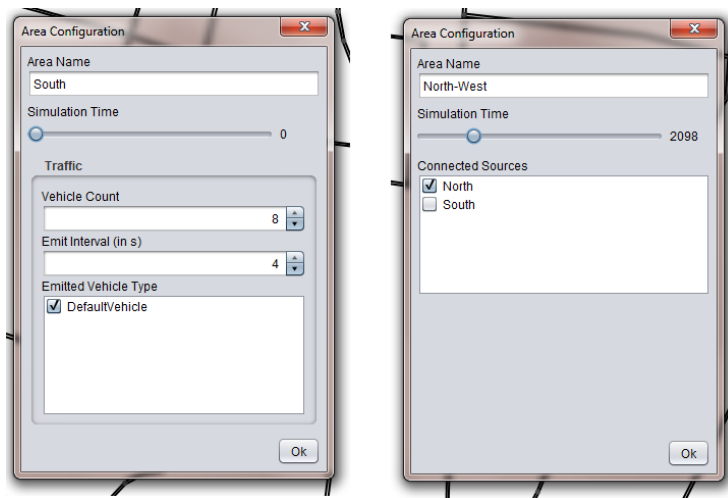 Area Configuration
Area Name
South
Simulation Time
0
Traffic
Vehicle Count
8
Emit Interval (in s)
4
Emitted Vehicle Type
DefaultVehicle
Ok
Area Configuration
Area Name
North-West
Simulation Time
2098
Connected Sources
North
South
Ok